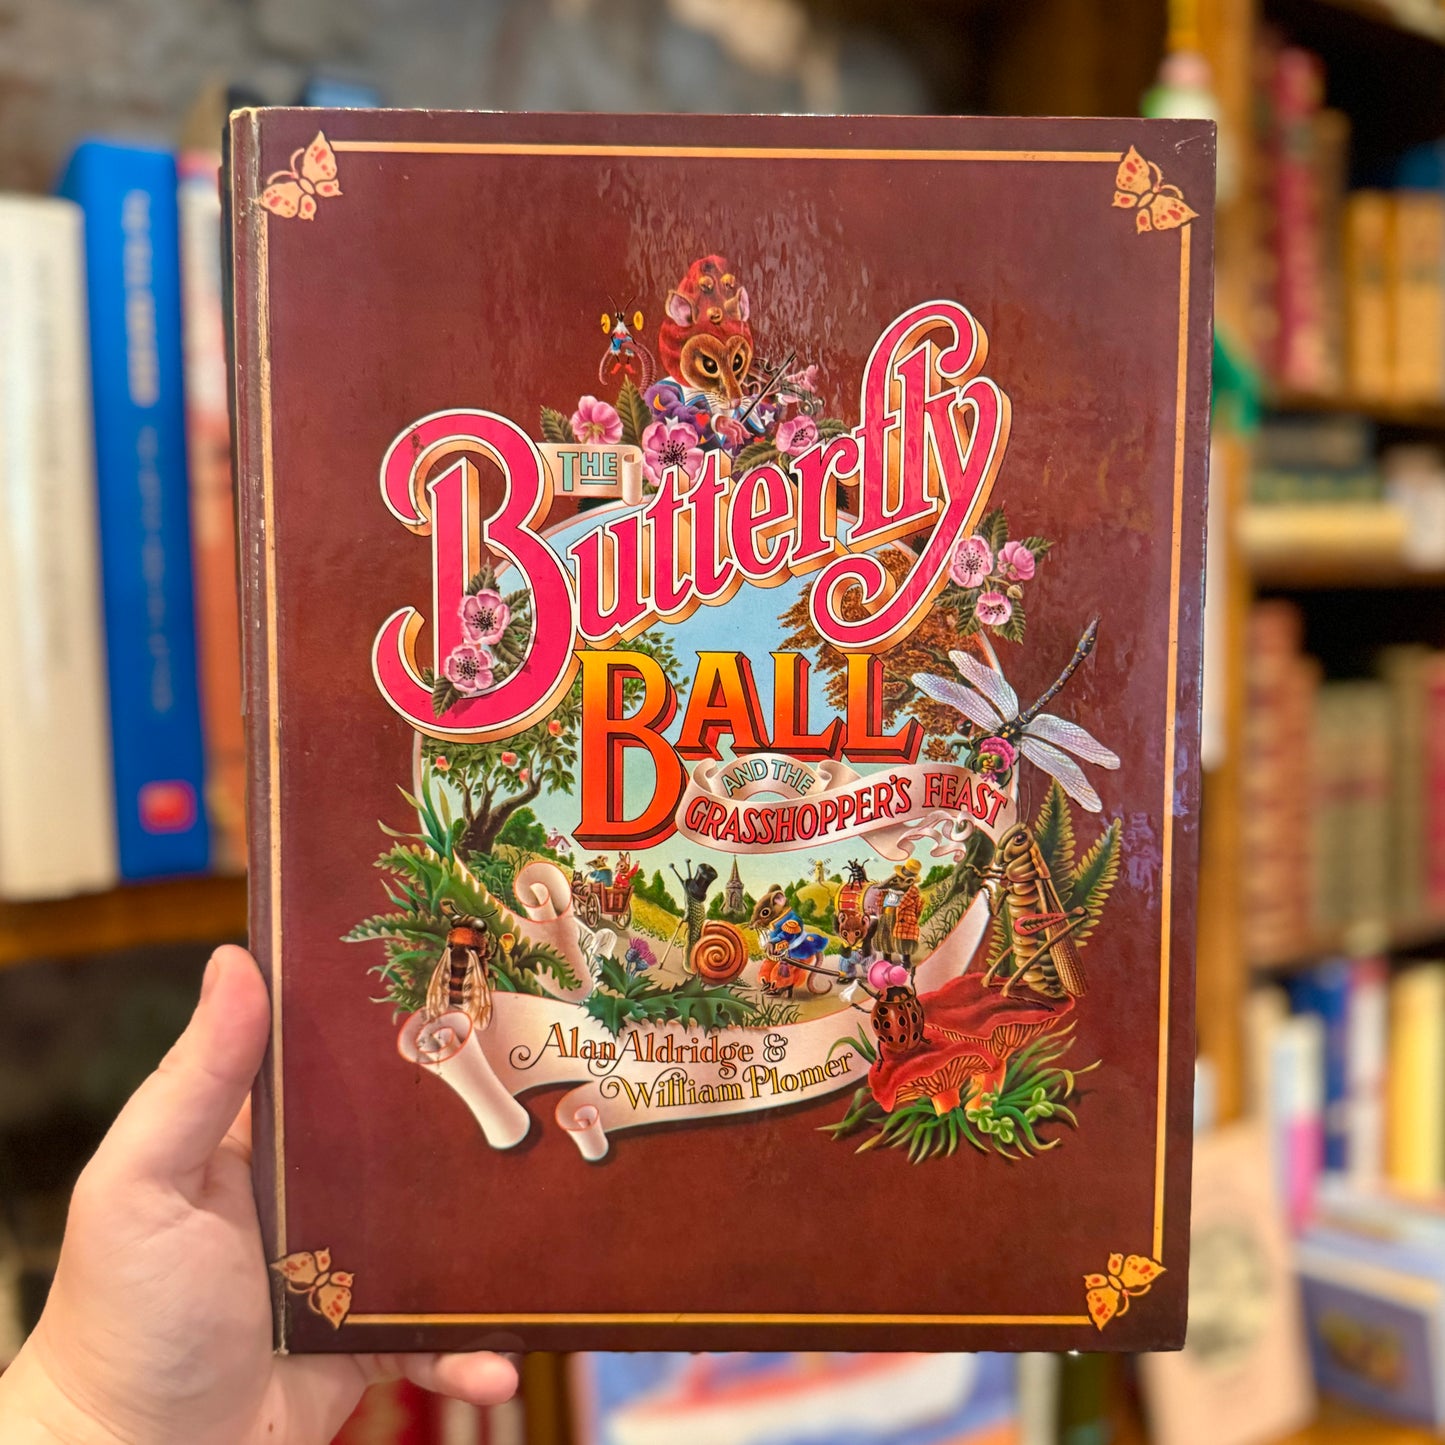 THE
Butterfly
BALL
AND THE
GRASSHOPPER'S FEAST
Alan Aldridge &
William Plomer